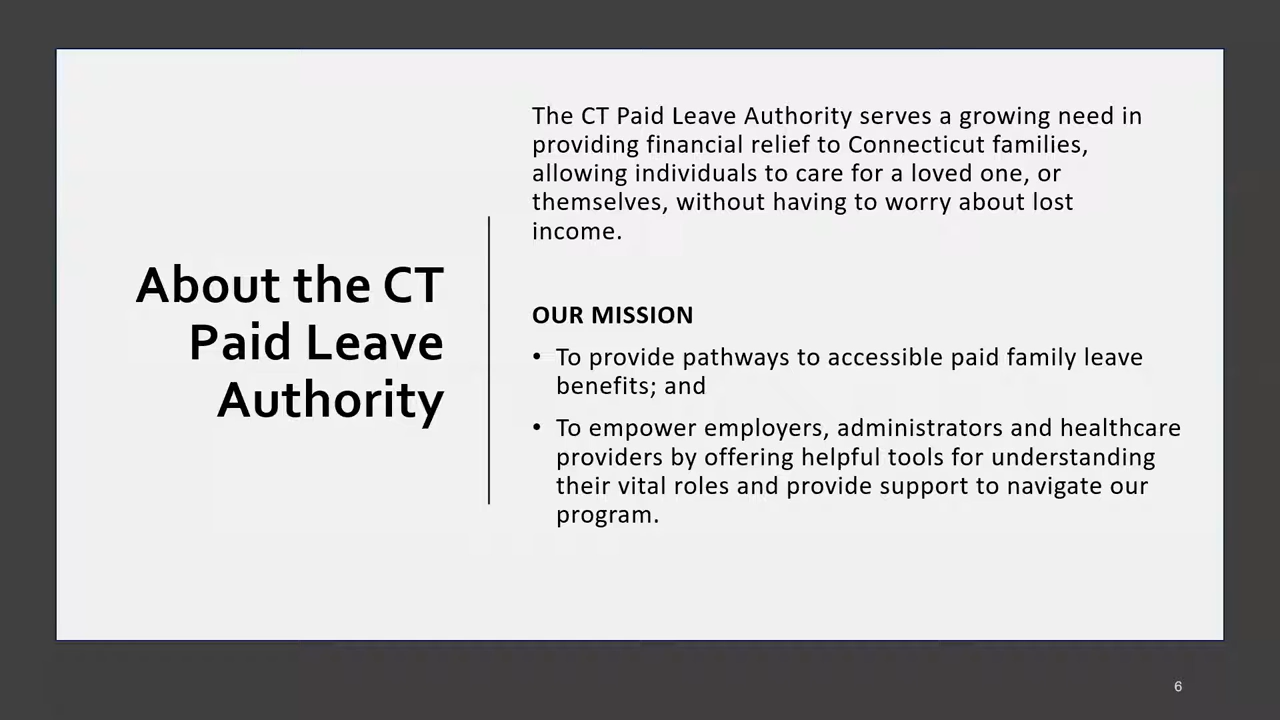 About the CT
Paid Leave
Authority
The CT Paid Leave Authority serves a growing need in
providing financial relief to Connecticut families,
allowing individuals to care for a loved one, or
themselves, without having to worry about lost
income.
OUR MISSION
• To provide pathways to accessible paid family leave
benefits; and
• To empower employers, administrators and healthcare
providers by offering helpful tools for understanding
their vital roles and provide support to navigate our
program.
6